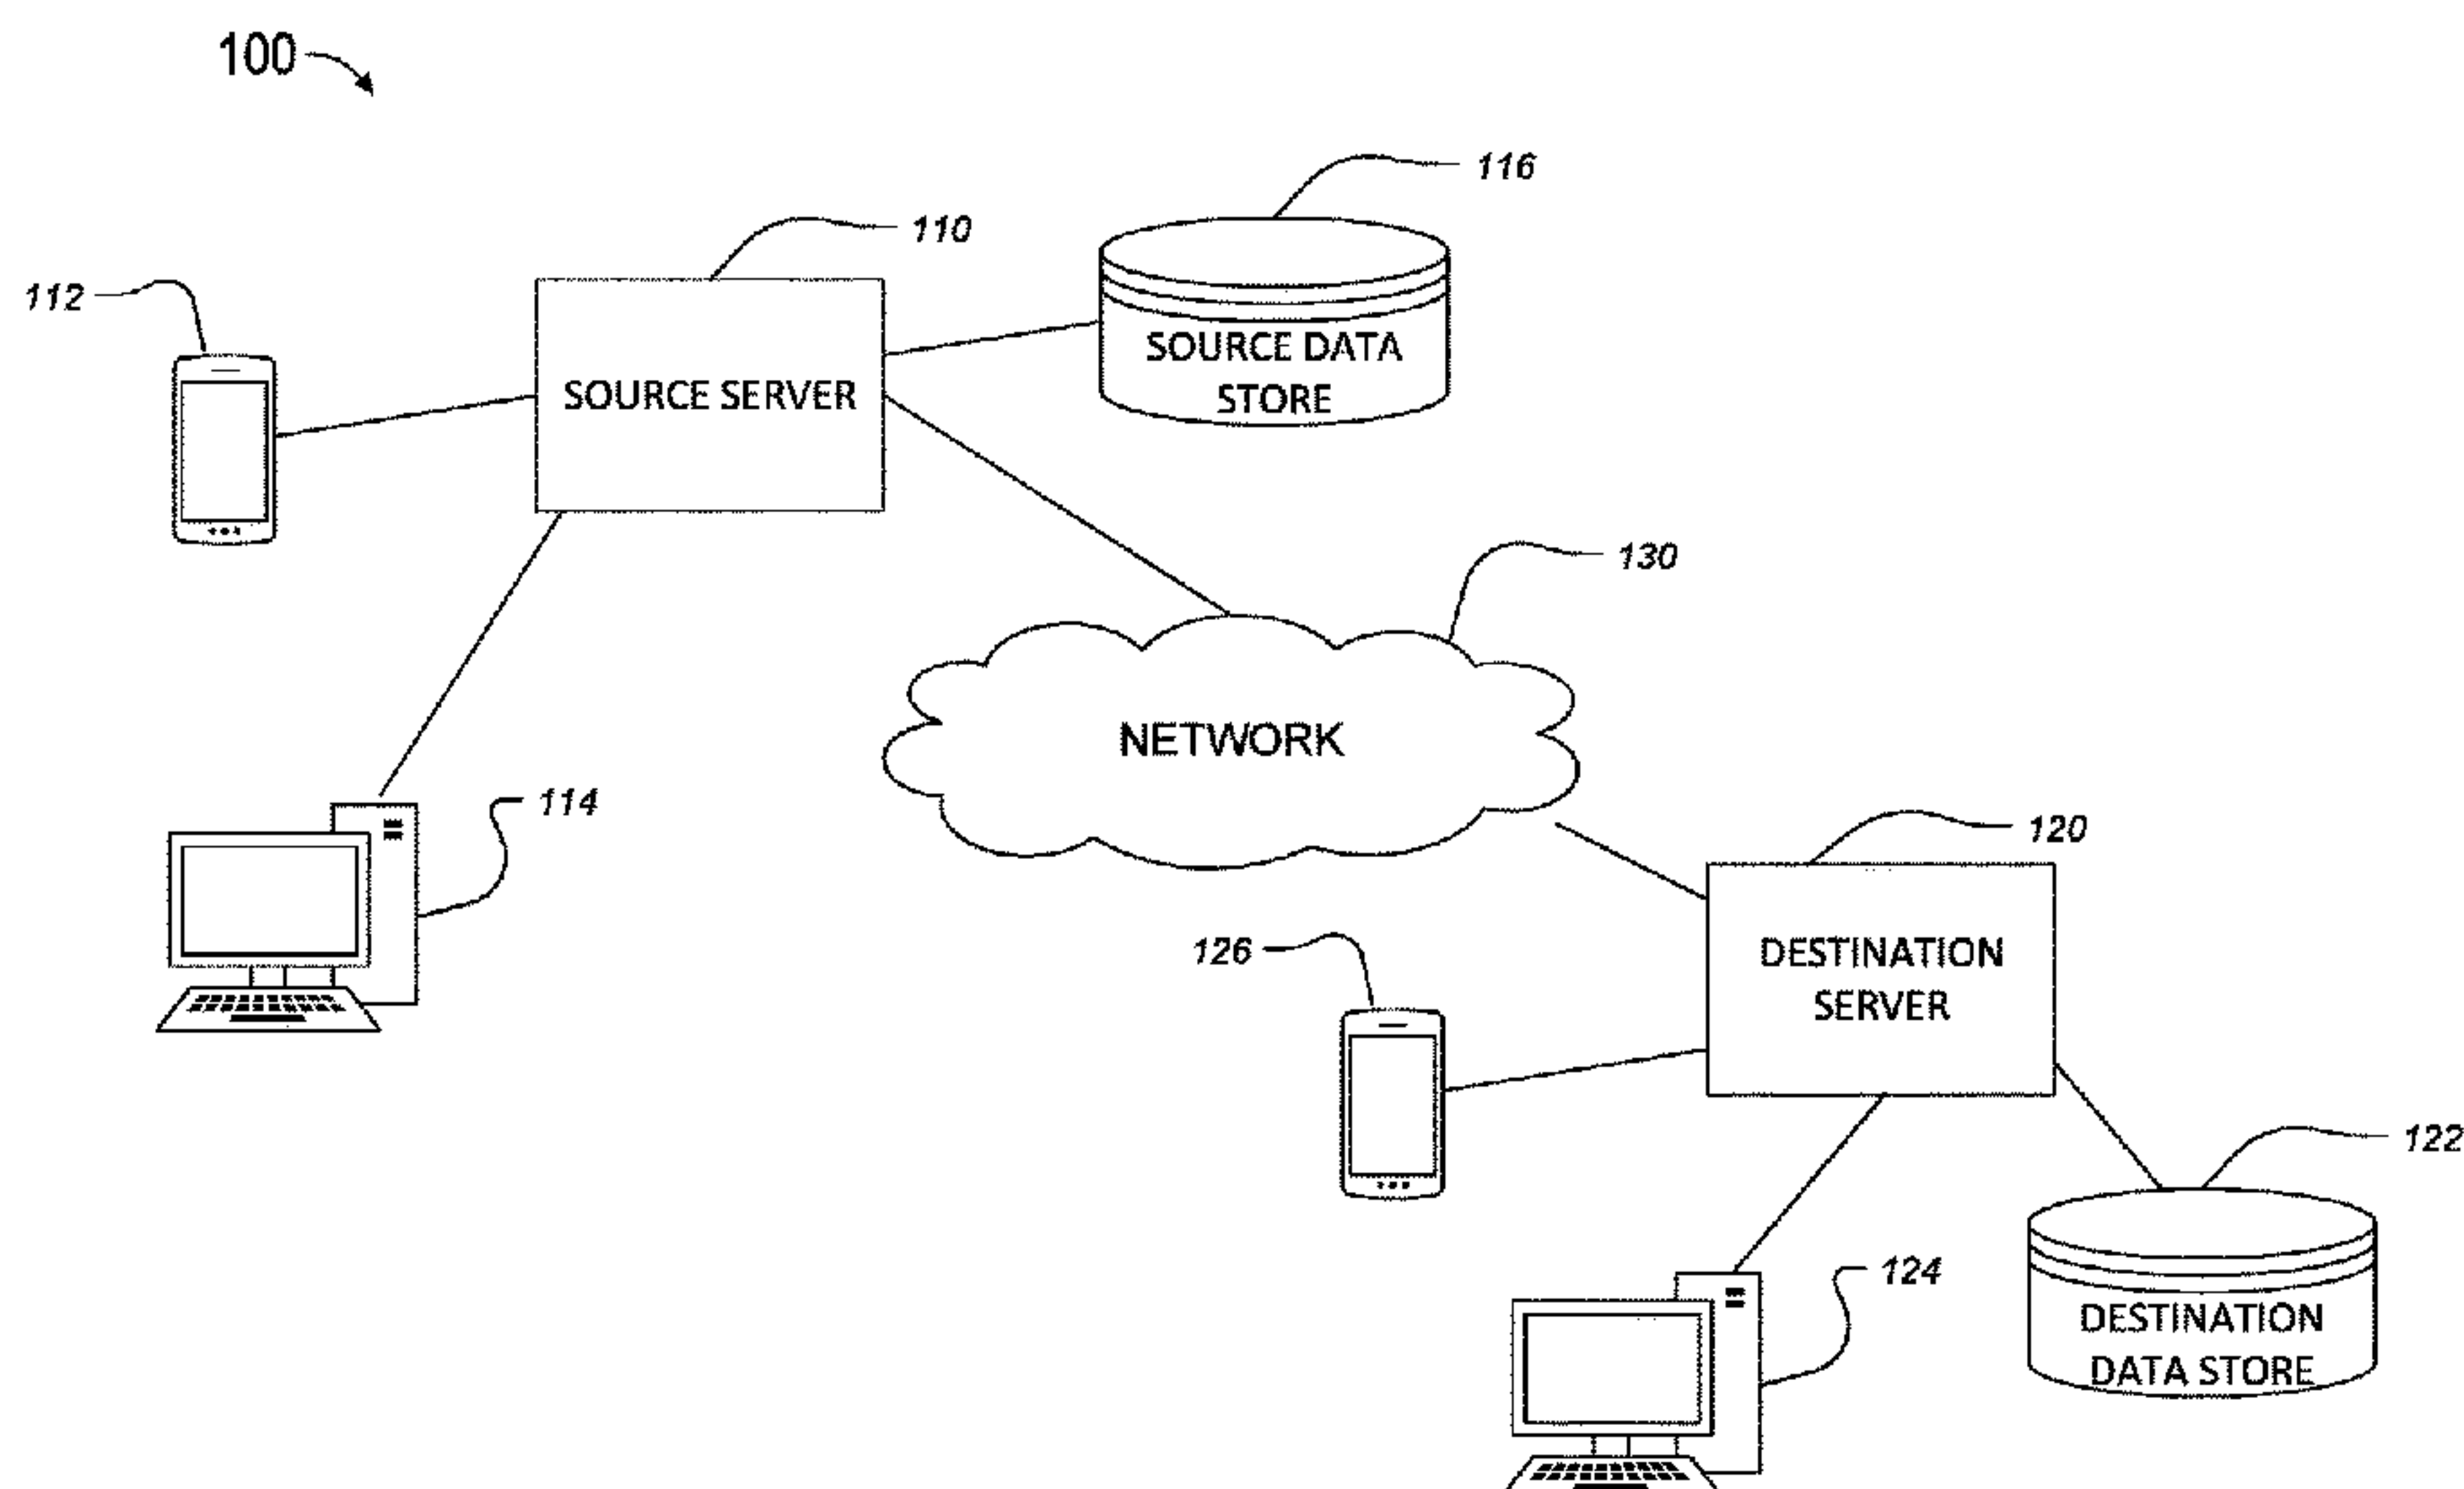 100
116
110
112
SOURCE DATA
STORE
SOURCE SERVER
130
NETWORK
114
120
126
DESTINATION
SERVER
122
124
DESTINATION
DATA STORE